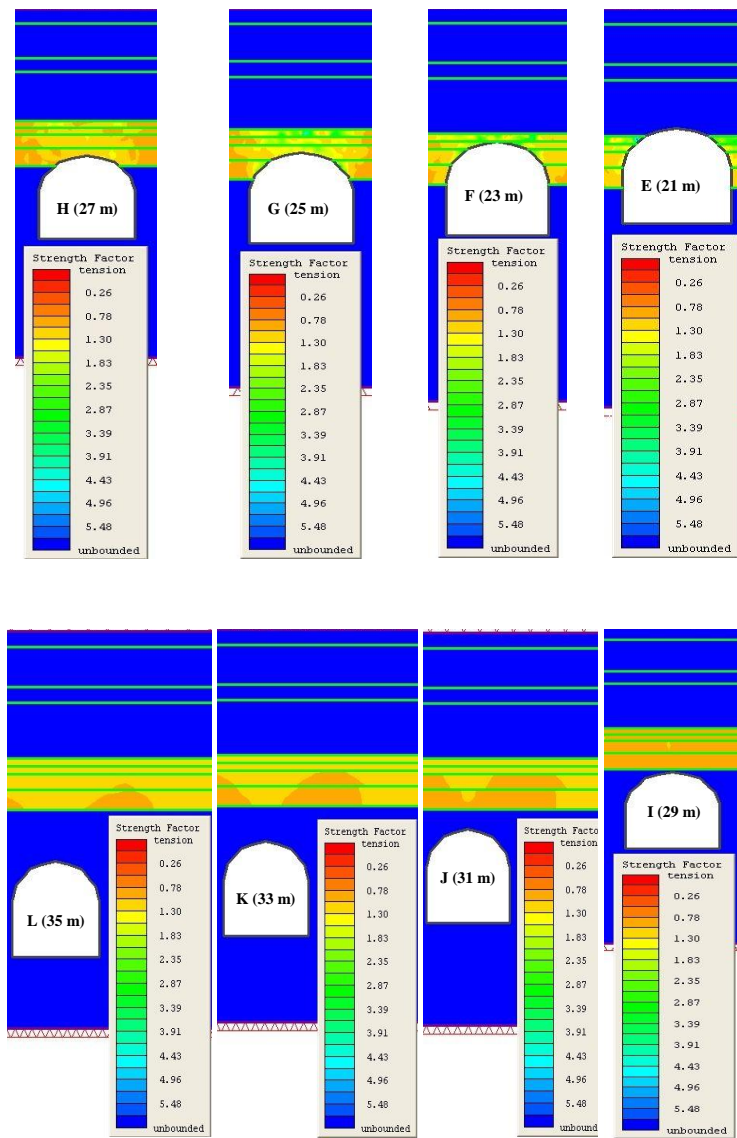 H (27 m)
Strength Factor
tension
0.26
0.78
1.30
1.83
2.35
2.87
3.39
3.91
4.43
4.96
5.48
unbounded
G (25 m)
Strength Factor
tension
0.26
0.78
1.30
1.83
2.35
2.87
3.39
3.91
4.43
4.96
5.48
unbounded
F (23 m)
Strength Factor
tension
0.26
0.78
1.30
1.83
2.35
2.87
3.39
3.91
4.43
4.96
5.48
unbounded
E (21 m)
Strength Factor
tension
0.26
0.78
1.30
1.83
2.35
2.87
3.39
3.91
4.43
4.96
5.48
unbounded
L (35 m)
Strength Factor
tension
0.26
0.78
1.30
1.83
2.35
2.87
3.39
3.91
4.43
4.96
5.48
unbounded
K (33 m)
Strength Factor
tension
0.26
0.78
1.30
1.83
2.35
2.87
3.39
3.91
4.43
4.96
5.48
unbounded
J (31 m)
Strength Facto
tension
0.26
0.78
1.30
1.83
2.35
2.87
3.39
3.91
4.43
4.96
5.48
unbounded
I (29 m)
Strength Factor
tension
0.26
0.78
1.30
1.83
2.35
2.87
3.39
3.91
4.43
4.96
5.48
unbounded